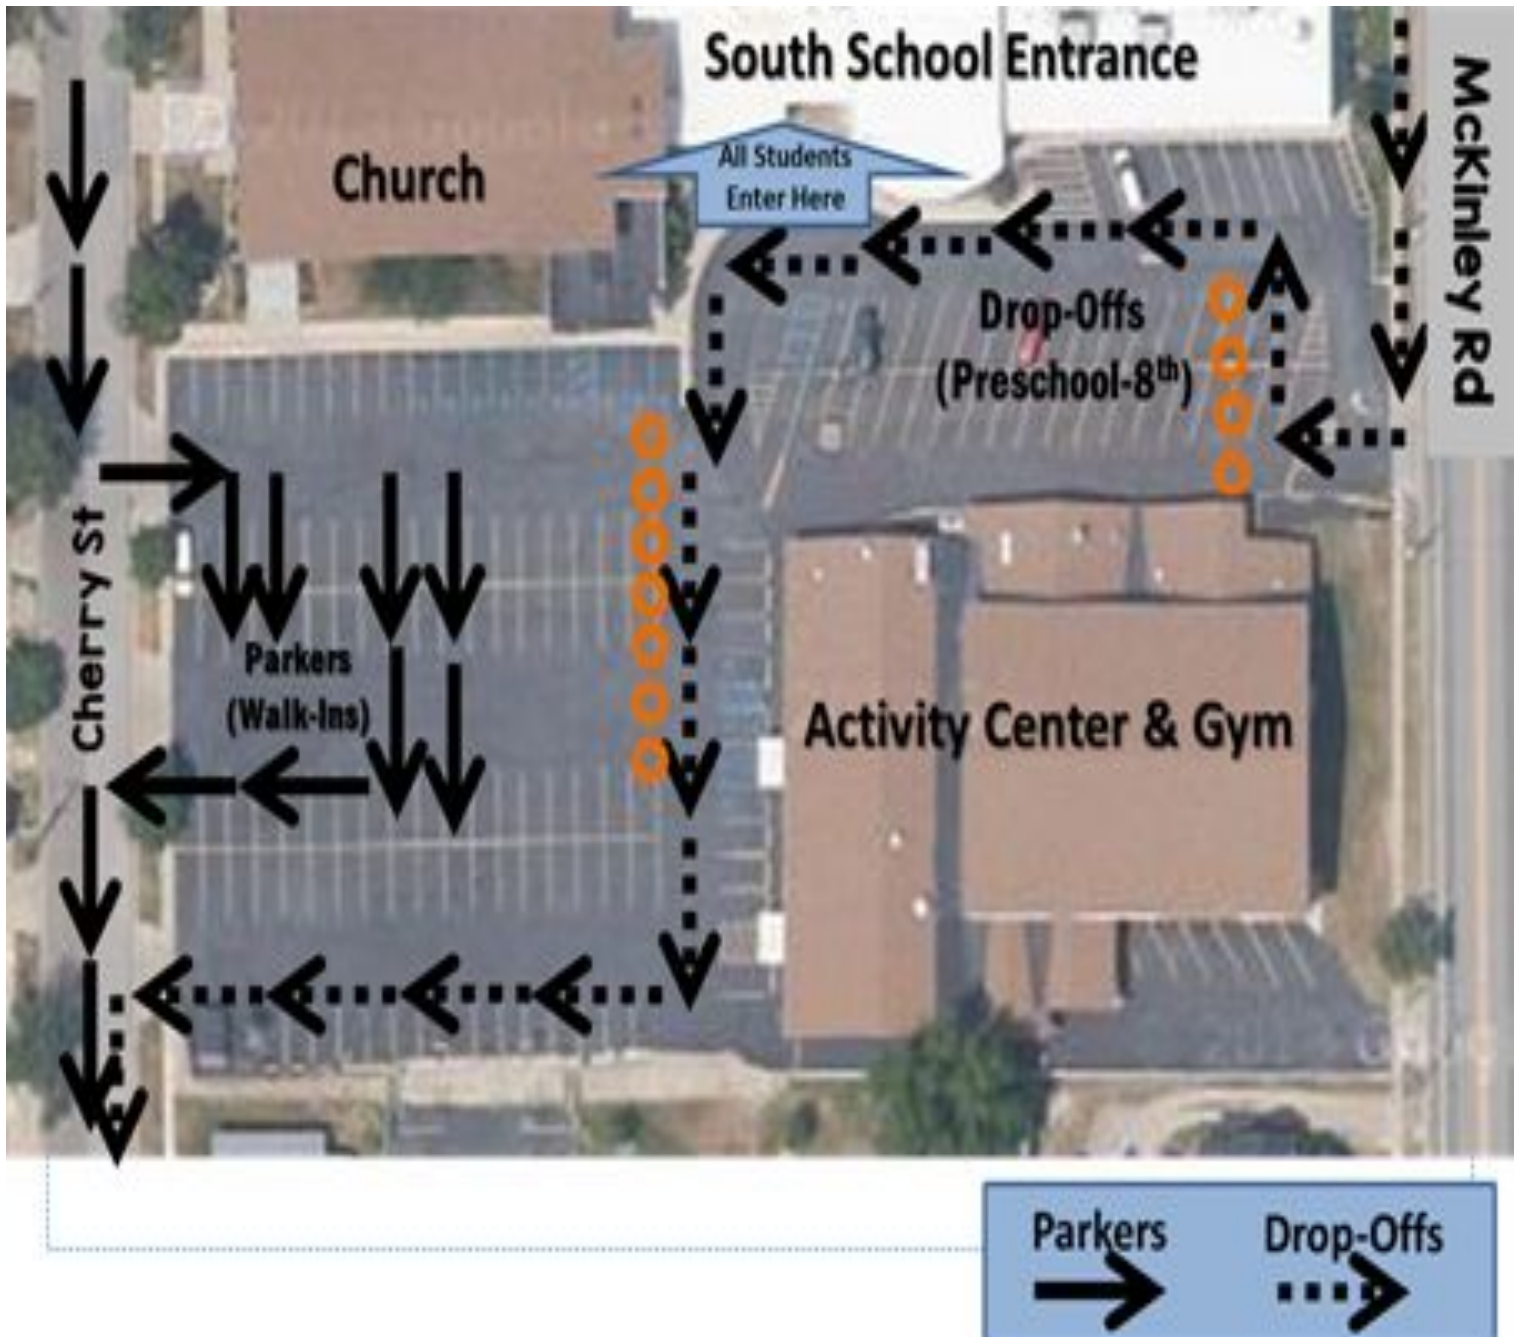 South School Entrance
McKinley Rd
All Students
Enter Here
Church
Drop-Offs
(Preschool-8th)
Cherry St
Parkers
(Walk-Ins)
Activity Center & Gym
Parkers
Drop-Offs